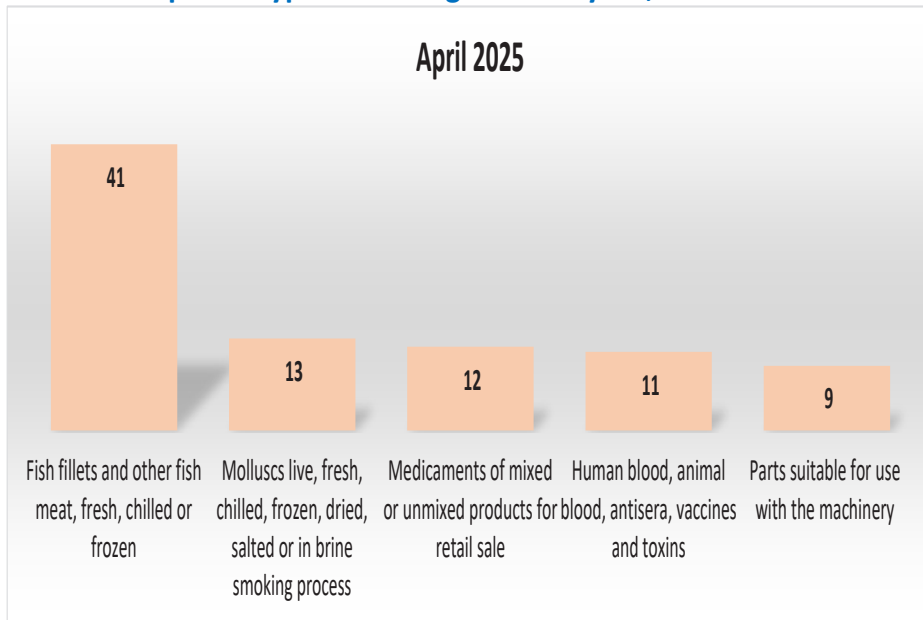 April 2025
41
13
12
11
9
Fish fillets and other fish
meat, fresh, chilled or
frozen
Molluscs live, fresh,
chilled, frozen, dried,
salted or in brine
smoking process
Medicaments of mixed
or unmixed products for
retail sale
Human blood, animal
blood, antisera, vaccines
and toxins
Parts suitable for use
with the machinery